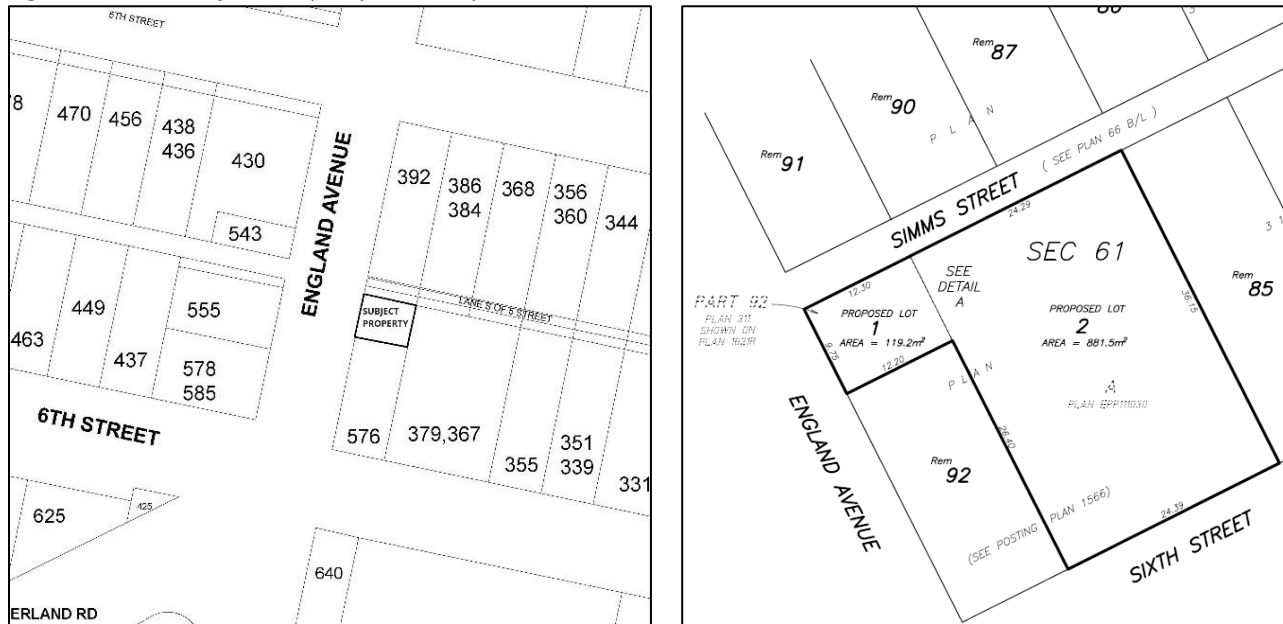 6TH STREET
78
470
456
438
436
430
543
ENGLAND AVENUE
392
386
384
368
356
360
344
LANE S OF 5 STREET
SUBJECT
PROPERTY
463
449
437
555
578
585
6TH STREET
576
379,367
355
351
339
331
625
425
640
ERLAND RD
Rem 87
Rem 90
Rem 91
PLAN
(SEE PLAN 66 B/L)
SIMMS STREET
24.29
SEC 61
SEE
DETAIL
A
12.30
PART 92
PLAN 311
SHOWN ON
PLAN 1621R
PROPOSED LOT
1
AREA = 119.2m²
9.75
12.20
PROPOSED LOT
2
AREA = 881.5m²
36.15
Rem 85
A
PLAN EPP111030
PLAN
ENGLAND AVENUE
Rem 92
26.40
(SEE POSTING PLAN 1566)
24.39
SIXTH STREET